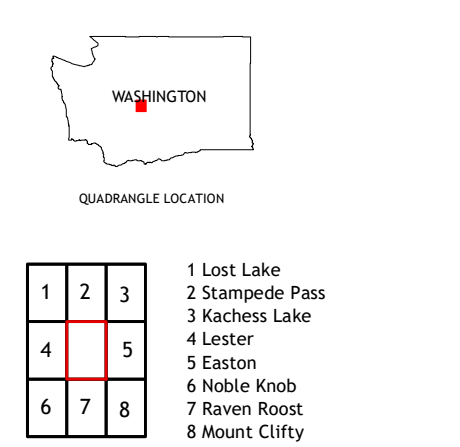 WASHINGTON
QUADRANGLE LOCATION
1 2 3
4 5
6 7 8
1 Lost Lake
2 Stampede Pass
3 Kachess Lake
4 Lester
5 Easton
6 Noble Knob
7 Raven Roost
8 Mount Clifty